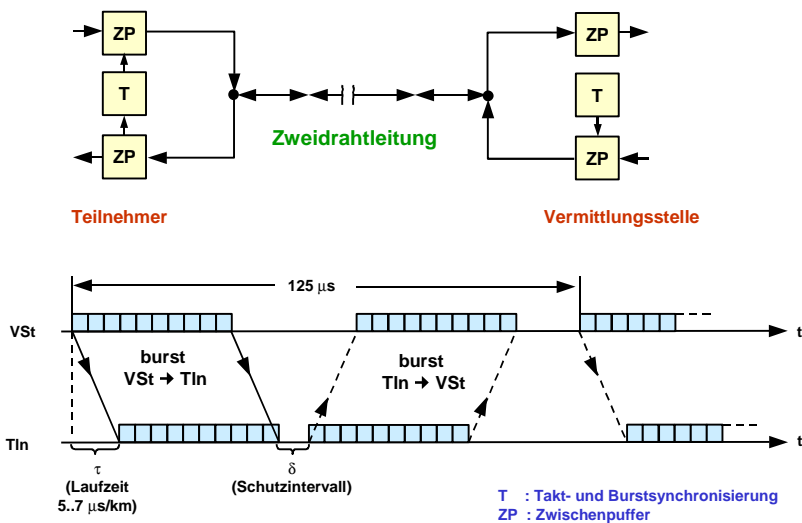 ZP
ZP
T
T
ZP
ZP
Zweidrahtleitung
Teilnehmer
Vermittlungsstelle
125 μs
VSt
t
burst
VSt → Tln
burst
Tln → VSt
Tln
t
τ
(Laufzeit
5..7 μs/km)
δ
(Schutzintervall)
T : Takt- und Burstsynchronisierung
ZP : Zwischenpuffer